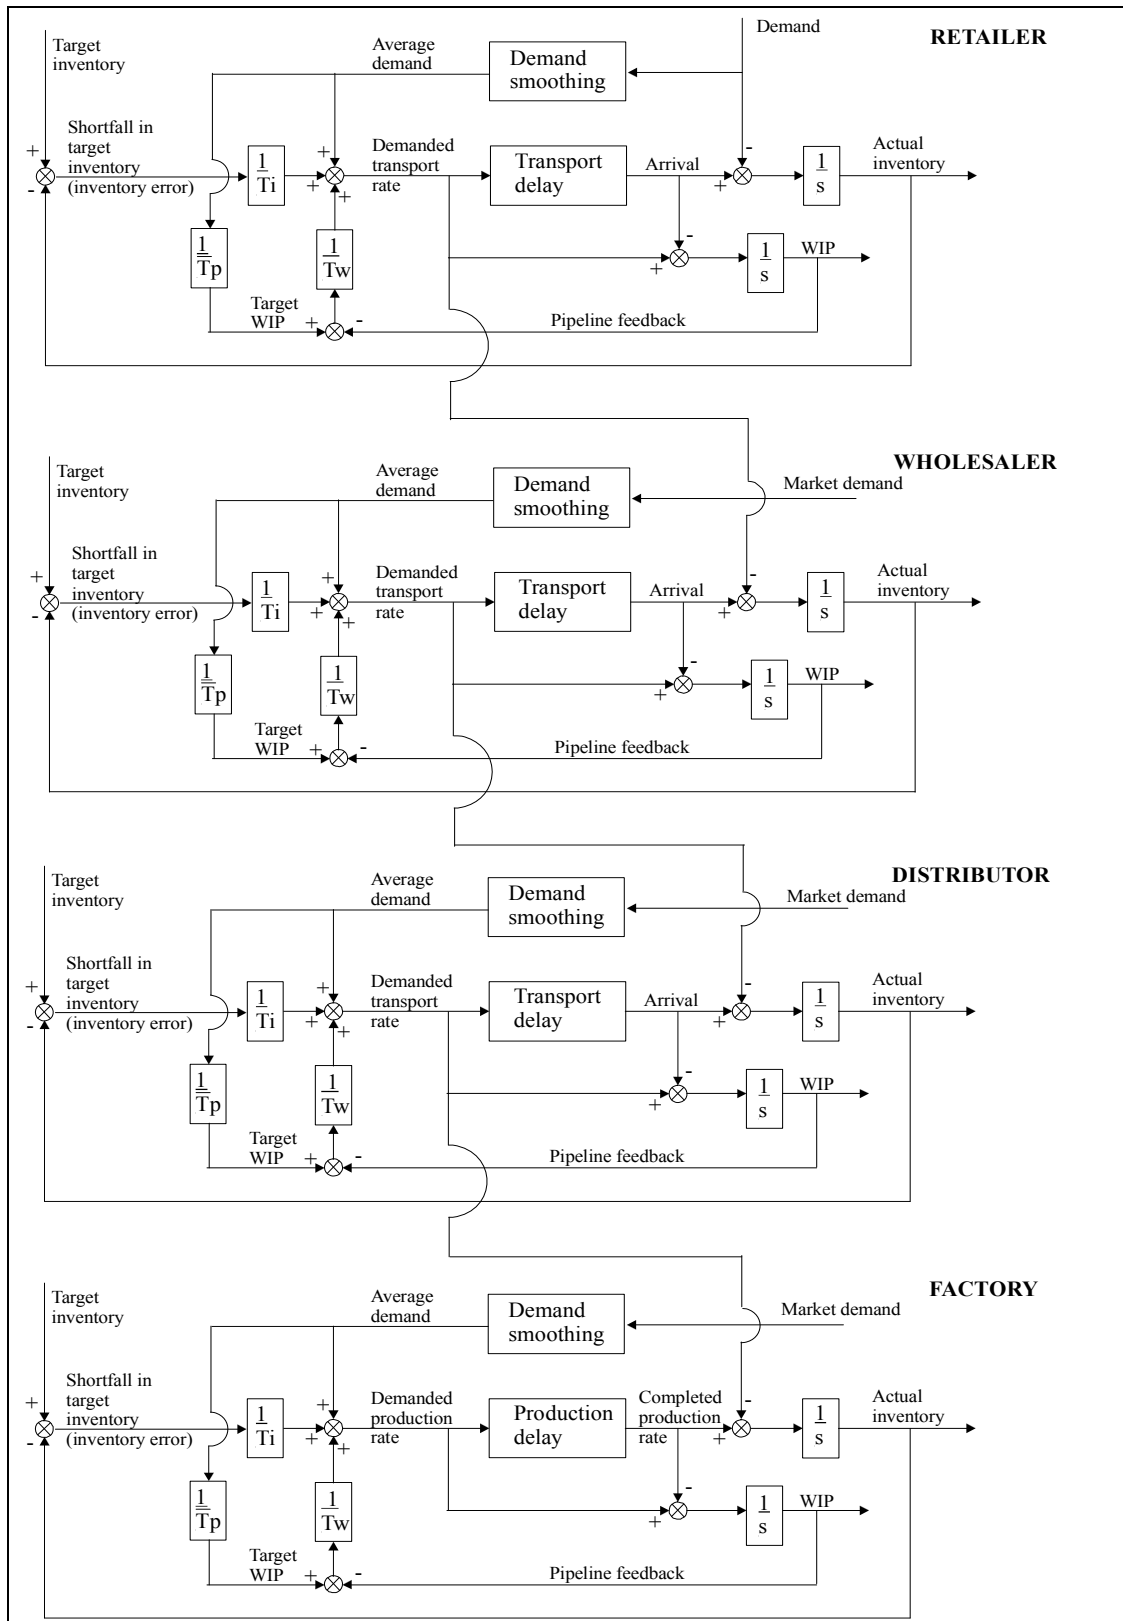 RETAILER
Demand
Target
inventory
Average
demand
Demand
smoothing
Shortfall in
target
inventory
(inventory error)
+
-
1
Ti
+
+
+
Demanded
transport
rate
Transport
delay
Arrival
-
+
1
s
Actual
inventory
1
Tp
1
Tw
-
+
1
s
WIP
Target
WIP
+
-
Pipeline feedback
WHOLESALER
Target
inventory
Average
demand
Demand
smoothing
Market demand
Shortfall in
target
inventory
(inventory error)
+
-
1
Ti
+
+
+
Demanded
transport
rate
Transport
delay
Arrival
-
+
1
s
Actual
inventory
1
Tp
1
Tw
-
+
1
s
WIP
Target
WIP
+
-
Pipeline feedback
DISTRIBUTOR
Target
inventory
Average
demand
Demand
smoothing
Market demand
Shortfall in
target
inventory
(inventory error)
+
-
1
Ti
+
+
+
Demanded
transport
rate
Transport
delay
Arrival
-
+
1
s
Actual
inventory
1
Tp
1
Tw
-
+
1
s
WIP
Target
WIP
+
-
Pipeline feedback
FACTORY
Target
inventory
Average
demand
Demand
smoothing
Market demand
Shortfall in
target
inventory
(inventory error)
+
-
1
Ti
+
+
+
Demanded
production
rate
Production
delay
Completed
production
rate
-
+
1
s
Actual
inventory
1
Tp
1
Tw
-
+
1
s
WIP
Target
WIP
+
-
Pipeline feedback